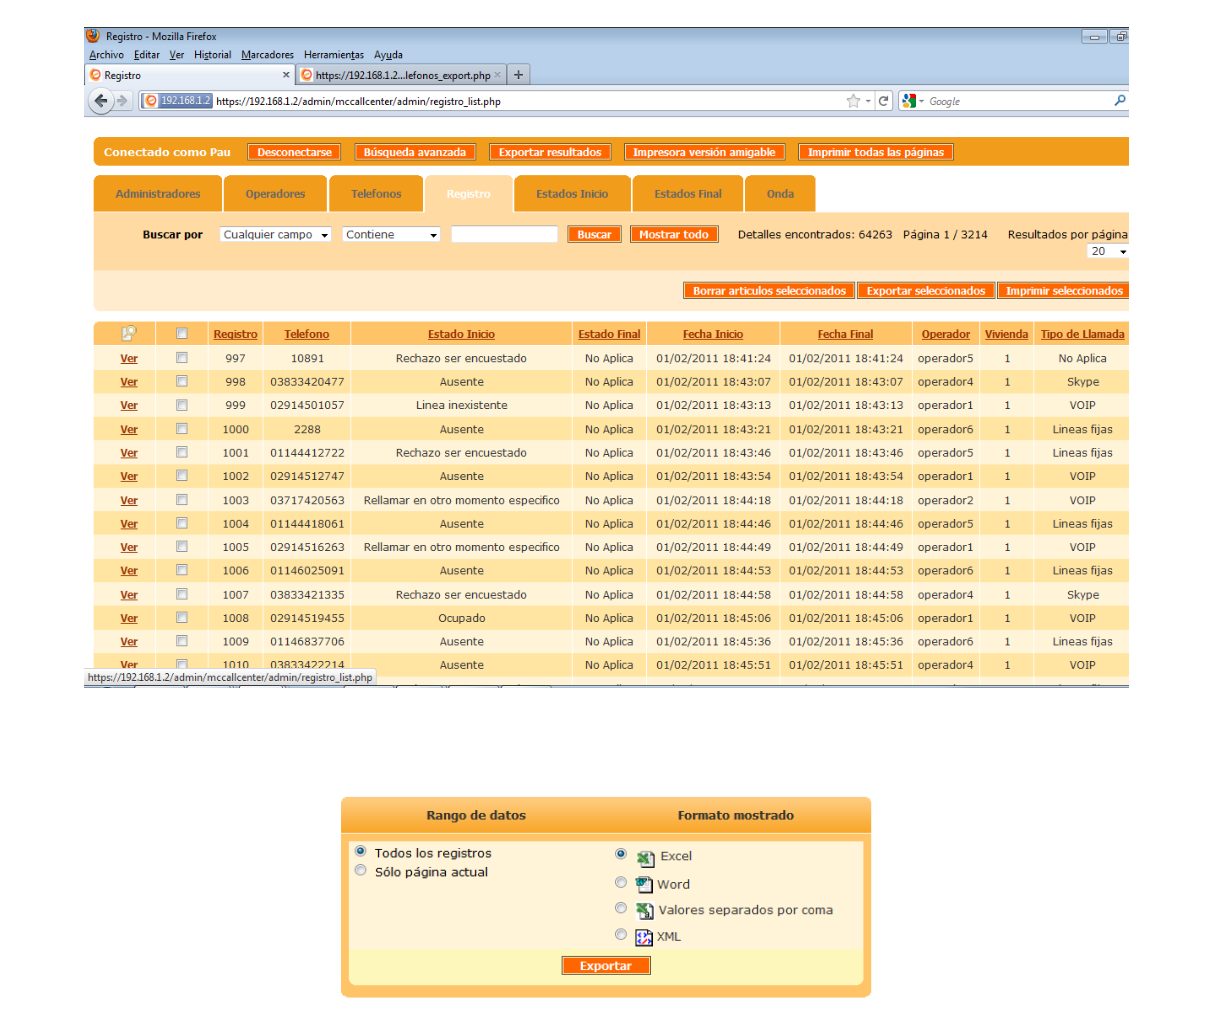 Registro - Mozilla Firefox
Archivo Editar Ver Historial Marcadores Herramientas Ayuda
Registro × https://192.168.1.2...lefonos_export.php × +
192.168.1.2 https://192.168.1.2/admin/mccallcenter/admin/registro_list.php Google
Conectado como Pau Desconectarse Búsqueda avanzada Exportar resultados Impresora versión amigable Imprimir todas las páginas
Administradores Operadores Telefonos Registro Estados Inicio Estados Final Onda
Buscar por Cualquier campo Contiene Buscar Mostrar todo Detalles encontrados: 64263 Página 1 / 3214 Resultados por página
20
Borrar articulos seleccionados Exportar seleccionados Imprimir seleccionados
Registro Telefono Estado Inicio Estado Final Fecha Inicio Fecha Final Operador Vivienda Tipo de Llamada
Ver 997 10891 Rechazo ser encuestado No Aplica 01/02/2011 18:41:24 01/02/2011 18:41:24 operador5 1 No Aplica
Ver 998 03833420477 Ausente No Aplica 01/02/2011 18:43:07 01/02/2011 18:43:07 operador4 1 Skype
Ver 999 02914501057 Linea inexistente No Aplica 01/02/2011 18:43:13 01/02/2011 18:43:13 operador1 1 VOIP
Ver 1000 2288 Ausente No Aplica 01/02/2011 18:43:21 01/02/2011 18:43:21 operador6 1 Lineas fijas
Ver 1001 01144412722 Rechazo ser encuestado No Aplica 01/02/2011 18:43:46 01/02/2011 18:43:46 operador5 1 Lineas fijas
Ver 1002 02914512747 Ausente No Aplica 01/02/2011 18:43:54 01/02/2011 18:43:54 operador1 1 VOIP
Ver 1003 03717420563 Rellamar en otro momento especifico No Aplica 01/02/2011 18:44:18 01/02/2011 18:44:18 operador2 1 VOIP
Ver 1004 01144418061 Ausente No Aplica 01/02/2011 18:44:46 01/02/2011 18:44:46 operador5 1 Lineas fijas
Ver 1005 02914516263 Rellamar en otro momento especifico No Aplica 01/02/2011 18:44:49 01/02/2011 18:44:49 operador1 1 VOIP
Ver 1006 01146025091 Ausente No Aplica 01/02/2011 18:44:53 01/02/2011 18:44:53 operador6 1 Lineas fijas
Ver 1007 03833421335 Rechazo ser encuestado No Aplica 01/02/2011 18:44:58 01/02/2011 18:44:58 operador4 1 Skype
Ver 1008 02914519455 Ocupado No Aplica 01/02/2011 18:45:06 01/02/2011 18:45:06 operador1 1 VOIP
Ver 1009 01146837706 Ausente No Aplica 01/02/2011 18:45:36 01/02/2011 18:45:36 operador6 1 Lineas fijas
Ver 1010 03833422214 Ausente No Aplica 01/02/2011 18:45:51 01/02/2011 18:45:51 operador4 1 VOIP
https://192.168.1.2/admin/mccallcenter/admin/registro_list.php
Rango de datos Formato mostrado
Todos los registros Excel
Sólo página actual Word
Valores separados por coma
XML
Exportar